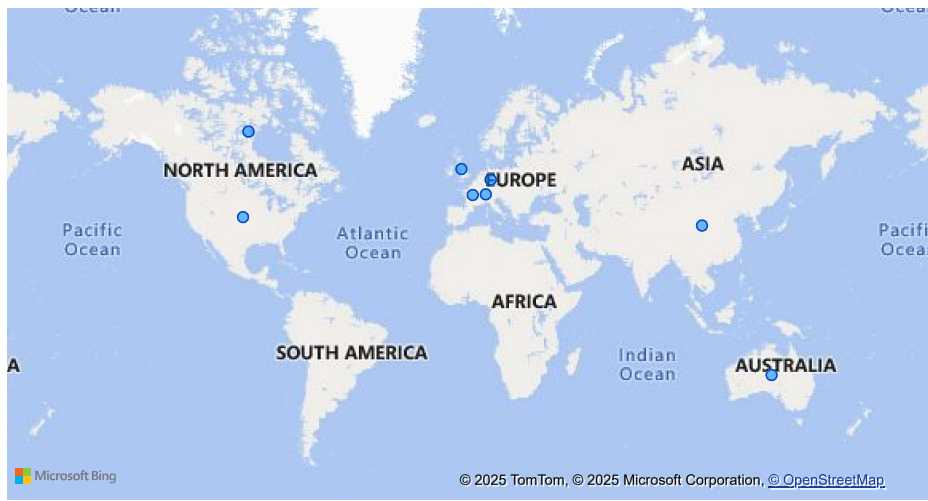 Ocean
Ocean
NORTH AMERICA
EUROPE
ASIA
Pacific
Ocean
Atlantic
Ocean
Pacifi
Ocea
AFRICA
SOUTH AMERICA
Indian
Ocean
AUSTRALIA
A
Microsoft Bing
© 2025 TomTom, © 2025 Microsoft Corporation, © OpenStreetMap